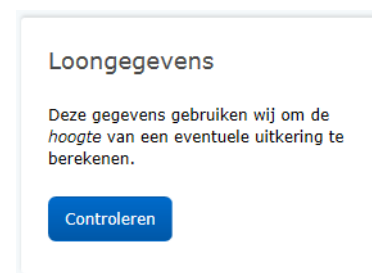 Loongegevens
Deze gegevens gebruiken wij om de
hoogte van een eventuele uitkering te
berekenen.
Controleren